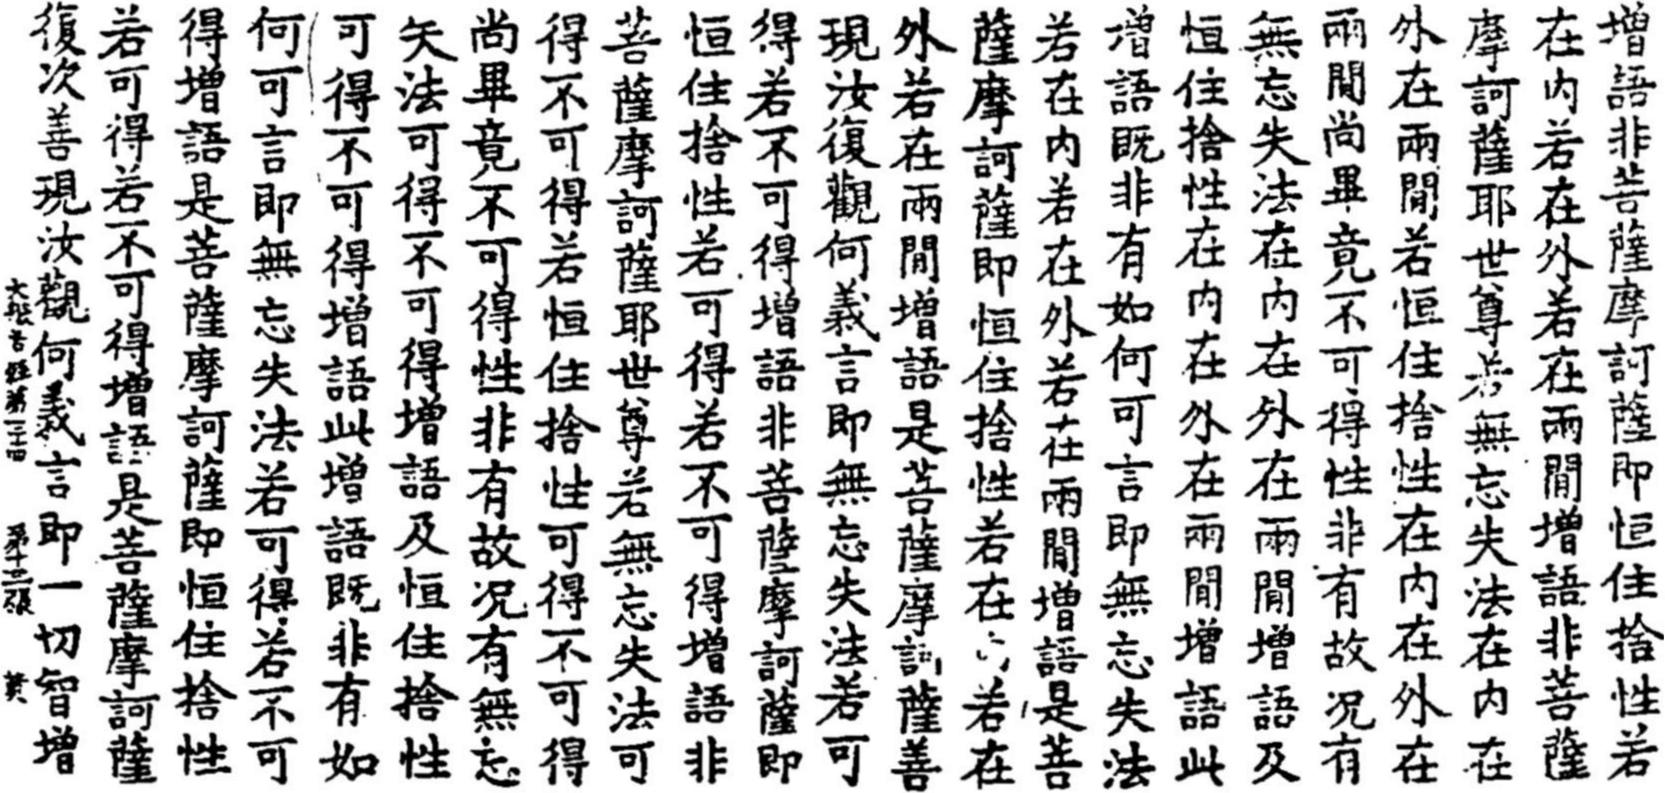 增語非菩薩摩訶薩即恒住捨性若
在内若在外若在兩間增語非菩薩
摩訶薩耶世尊若無忘失法在内在
外在兩間若恒住捨性在内在外在
兩間尚畢竟不可得性非有故况有
無忘失法在内在外在兩間增語及
恒住捨性在内在外在兩間增語此
增語既非有如何可言即無忘失法
若在内若在外若在兩間增語是菩
薩摩訶薩即恒住捨性若在若在
外若在兩間增語是菩薩摩訶薩善
現汝復觀何義言即無忘失法若可
得若不可得增語非菩薩摩訶薩即
恒住捨性若可得若不可得增語非
菩薩摩訶薩耶世尊若無忘失法可
得不可得若恒住捨性可得不可得
尚畢竟不可得性非有故况有無忘
失法可得不可得增語及恒住捨性
可得不可得增語此增語既非有如
何可言即無忘失法若可得若不可
得增語是菩薩摩訶薩即恒住捨性
若可得若不可得增語是菩薩摩訶薩
復次善現汝觀何義言即一切智增
大般若經第三十四 第十三張